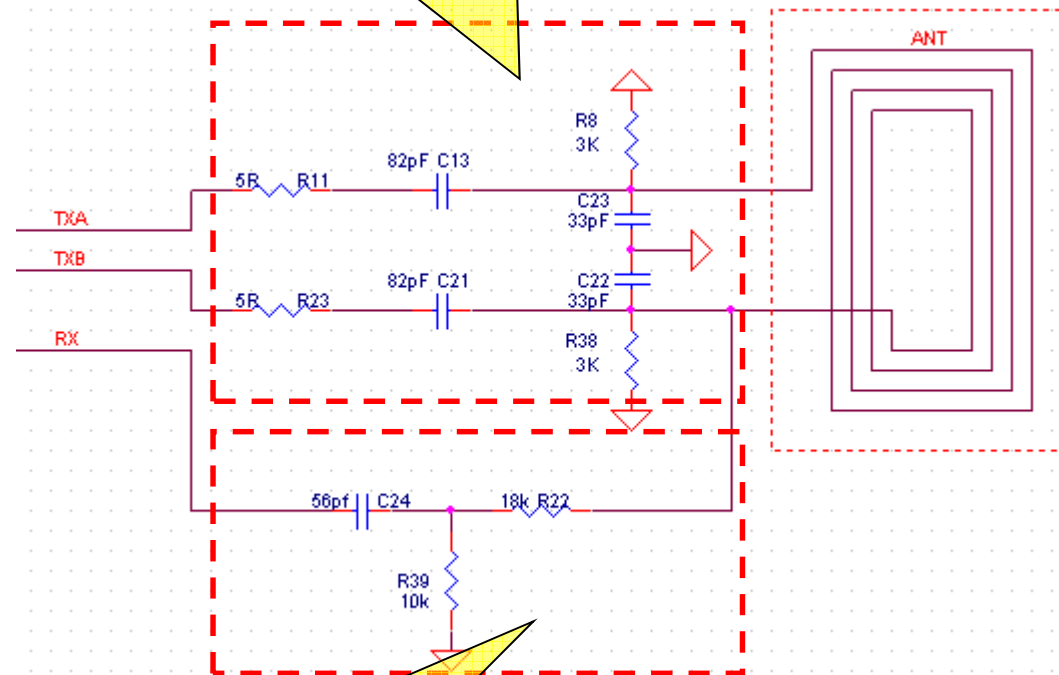 ANT
R8
3K
82pF C13
5R R11
C23
33pF
TXA
TXB
82pF C21
C22
33pF
5R R23
RX
R38
3K
56pf C24
18k R22
R39
10k